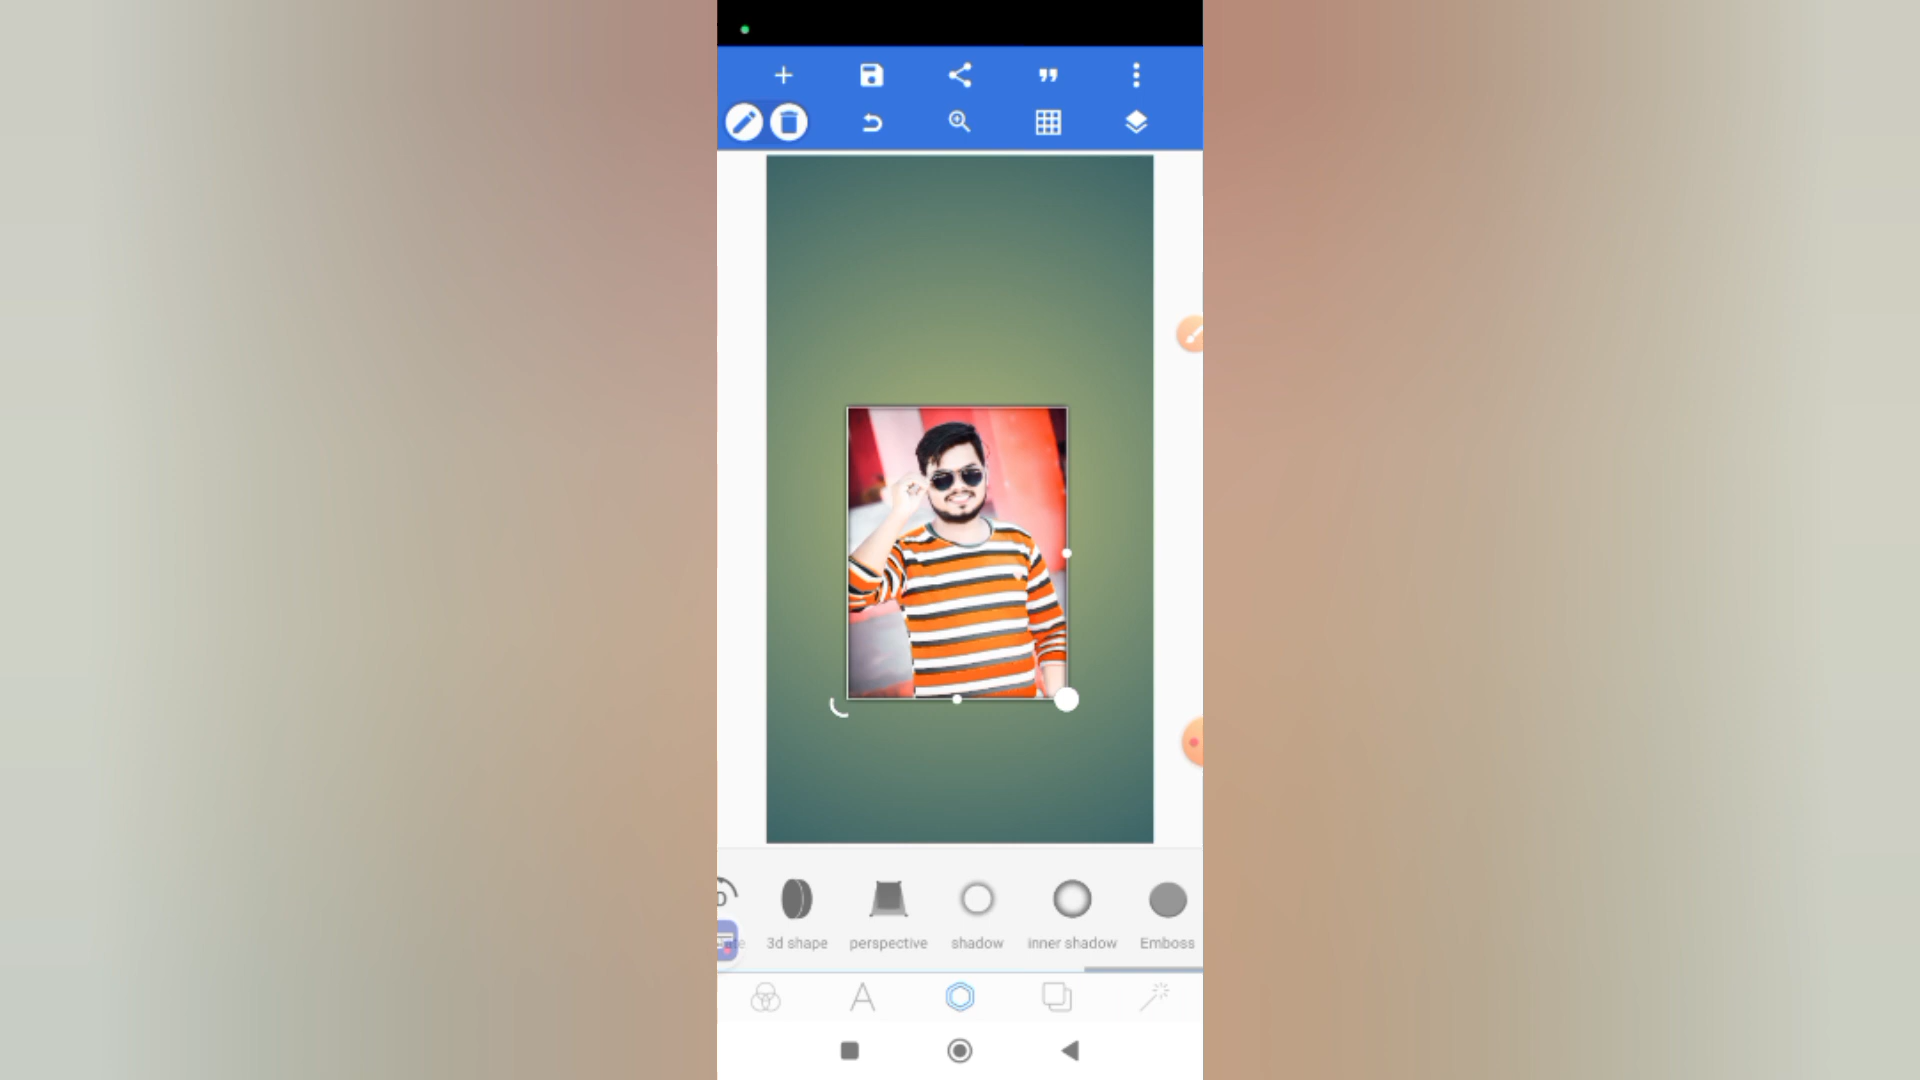 3d shape
perspective
shadow
inner shadow
Emboss